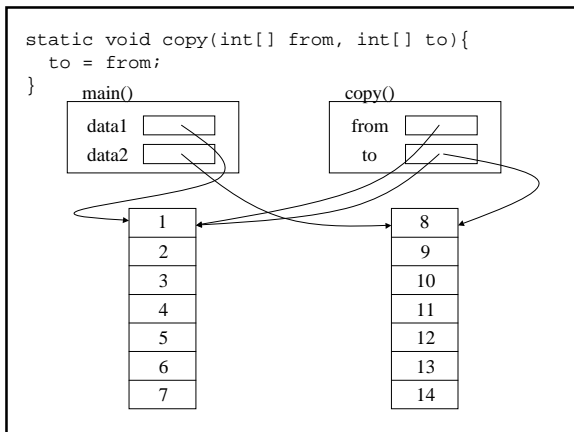 static void copy(int[] from, int[] to){
to = from;
}
main() copy()
data1 from
data2 to
1 8
2 9
3 10
4 11
5 12
6 13
7 14